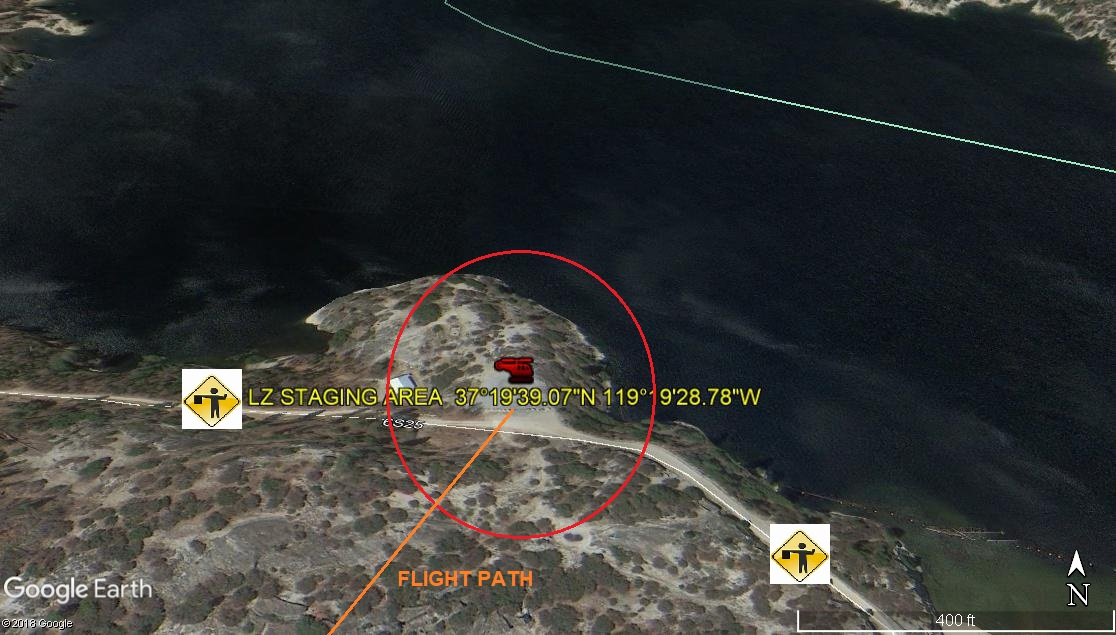 LZ STAGING AREA 37°19'39.07"N 119°19'28.78"W
6S25
FLIGHT PATH
Google Earth
N
©2018 Google
400 ft